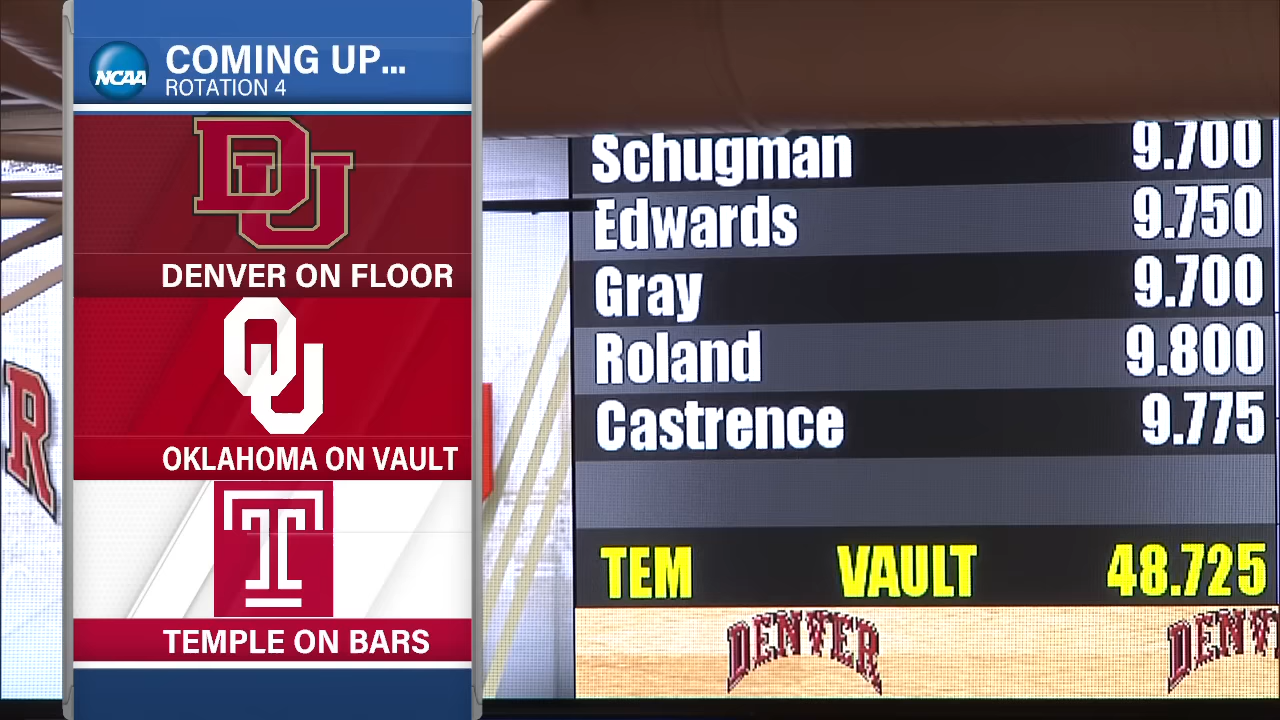 NCAA
COMING UP...
ROTATION 4
DU
DENVER ON FLOOR
OU
OKLAHOMA ON VAULT
T
TEMPLE ON BARS
R
Schugman 9.700
Edwards 9.750
Gray 9.700
Roland 9.800
Castrence 9.775
TEM VAULT 48.725
DENVER DENV